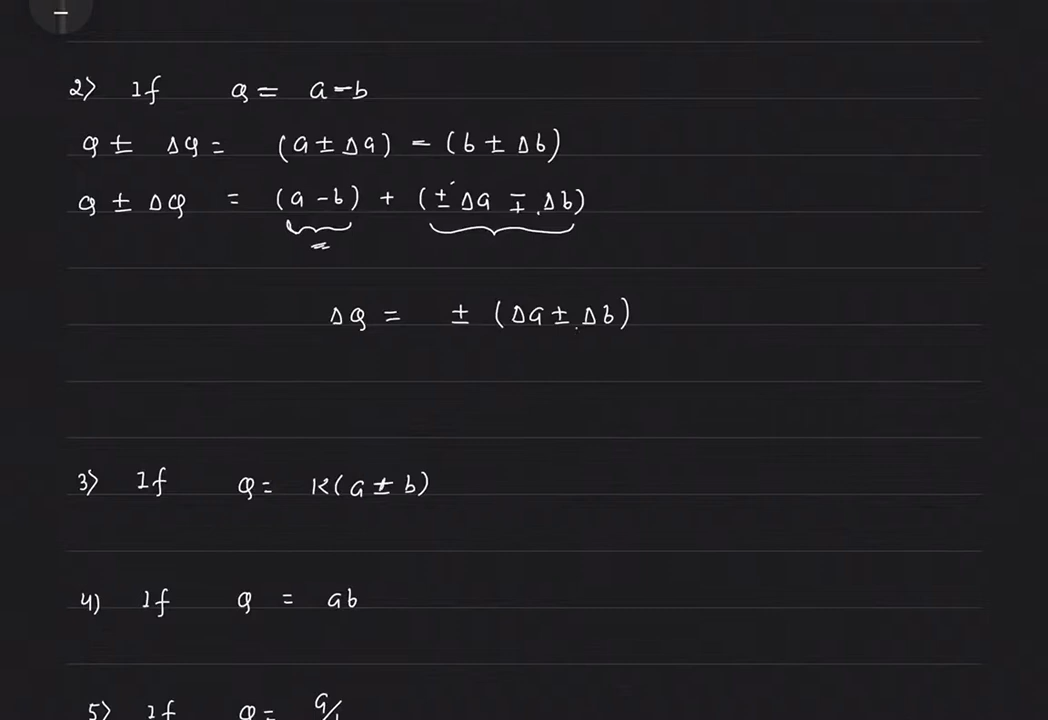 2) If Q = a - b
Q ± ΔQ = (a ± Δa) - (b ± Δb)
Q ± ΔQ = (a - b) + (± Δa ∓ Δb)
ΔQ = ± (Δa ± Δb)
3) If Q = K(a ± b)
4) If Q = ab
5) If Q = a/